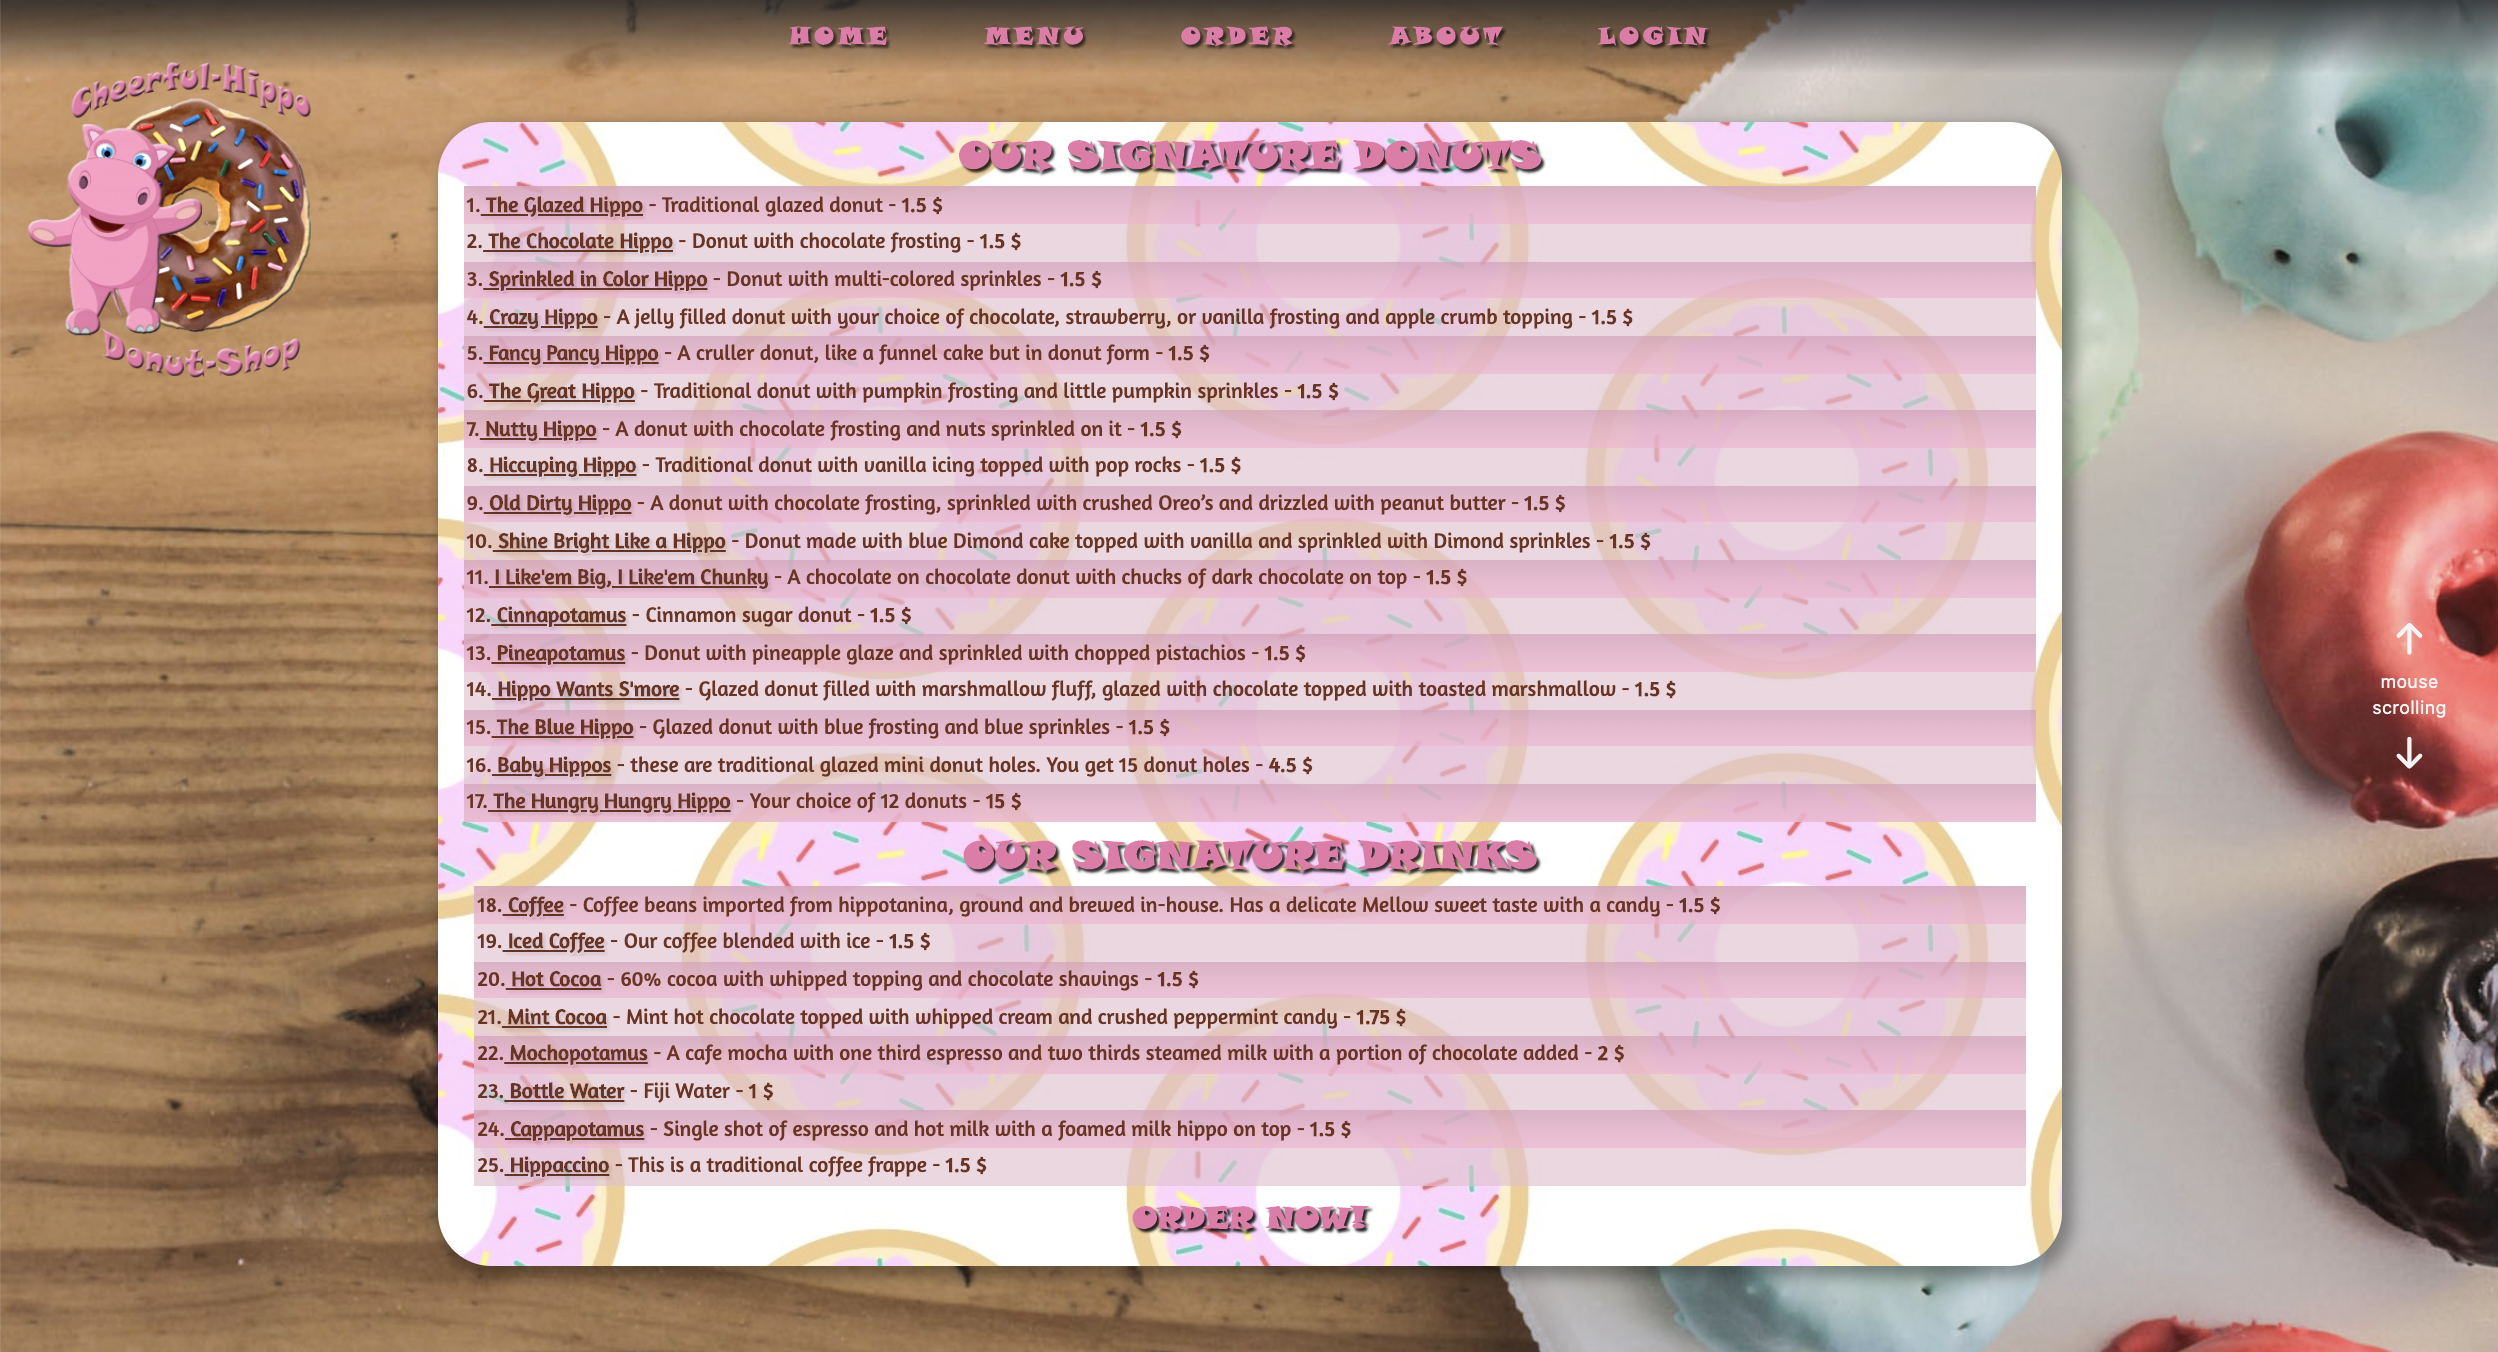 HOME MENU ORDER ABOUT LOGIN
Cheerful-Hippo
Donut-Shop
OUR SIGNATURE DONUTS
1. The Glazed Hippo - Traditional glazed donut - 1.5 $
2. The Chocolate Hippo - Donut with chocolate frosting - 1.5 $
3. Sprinkled in Color Hippo - Donut with multi-colored sprinkles - 1.5 $
4. Crazy Hippo - A jelly filled donut with your choice of chocolate, strawberry, or vanilla frosting and apple crumb topping - 1.5 $
5. Fancy Pancy Hippo - A cruller donut, like a funnel cake but in donut form - 1.5 $
6. The Great Hippo - Traditional donut with pumpkin frosting and little pumpkin sprinkles - 1.5 $
7. Nutty Hippo - A donut with chocolate frosting and nuts sprinkled on it - 1.5 $
8. Hiccuping Hippo - Traditional donut with vanilla icing topped with pop rocks - 1.5 $
9. Old Dirty Hippo - A donut with chocolate frosting, sprinkled with crushed Oreo’s and drizzled with peanut butter - 1.5 $
10. Shine Bright Like a Hippo - Donut made with blue Dimond cake topped with vanilla and sprinkled with Dimond sprinkles - 1.5 $
11. I Like'em Big, I Like'em Chunky - A chocolate on chocolate donut with chucks of dark chocolate on top - 1.5 $
12. Cinnapotamus - Cinnamon sugar donut - 1.5 $
13. Pineapotamus - Donut with pineapple glaze and sprinkled with chopped pistachios - 1.5 $
14. Hippo Wants S'more - Glazed donut filled with marshmallow fluff, glazed with chocolate topped with toasted marshmallow - 1.5 $
15. The Blue Hippo - Glazed donut with blue frosting and blue sprinkles - 1.5 $
16. Baby Hippos - these are traditional glazed mini donut holes. You get 15 donut holes - 4.5 $
17. The Hungry Hungry Hippo - Your choice of 12 donuts - 15 $
mouse
scrolling
OUR SIGNATURE DRINKS
18. Coffee - Coffee beans imported from hippotanina, ground and brewed in-house. Has a delicate Mellow sweet taste with a candy - 1.5 $
19. Iced Coffee - Our coffee blended with ice - 1.5 $
20. Hot Cocoa - 60% cocoa with whipped topping and chocolate shavings - 1.5 $
21. Mint Cocoa - Mint hot chocolate topped with whipped cream and crushed peppermint candy - 1.75 $
22. Mochopotamus - A cafe mocha with one third espresso and two thirds steamed milk with a portion of chocolate added - 2 $
23. Bottle Water - Fiji Water - 1 $
24. Cappapotamus - Single shot of espresso and hot milk with a foamed milk hippo on top - 1.5 $
25. Hippaccino - This is a traditional coffee frappe - 1.5 $
ORDER NOW!